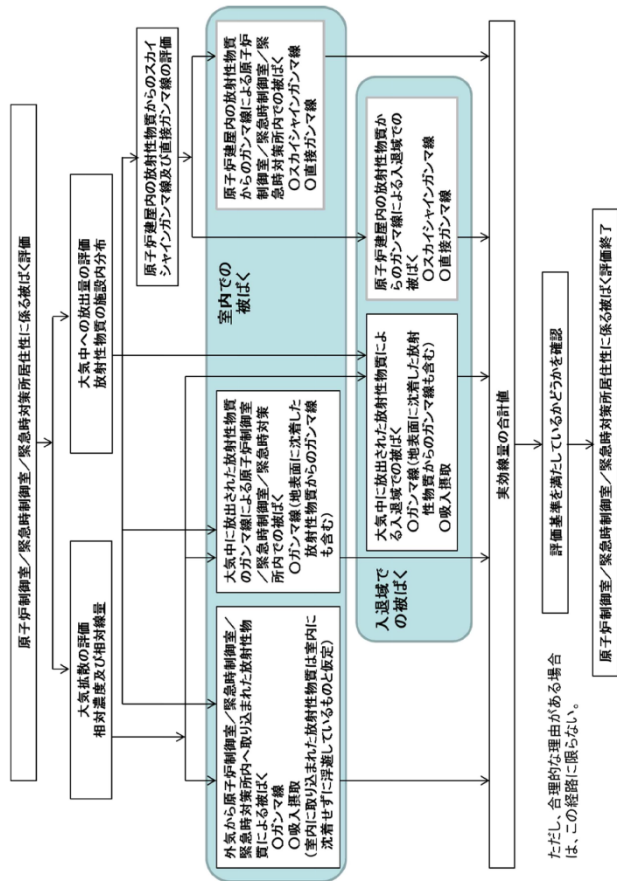 原子炉制御室／緊急時制御室／緊急時対策所居住性に係る被ばく評価
大気拡散の評価
相対濃度及び相対線量
大気中への放出量の評価
放射性物質の施設内分布
原子炉建屋内の放射性物質からのスカイ
シャインガンマ線及び直接ガンマ線の評価
室内での
被ばく
外気から原子炉制御室／緊急時制御室／
緊急時対策所内へ取り込まれた放射性物
質による被ばく
○ガンマ線
○吸入摂取
(室内に取り込まれた放射性物質は室内に
沈着せずに浮遊しているものと仮定)
大気中に放出された放射性物質
のガンマ線による原子炉制御室
／緊急時制御室／緊急時対策
所内での被ばく
○ガンマ線(地表面に沈着した
放射性物質からのガンマ線
も含む)
原子炉建屋内の放射性物質
からのガンマ線による原子炉
制御室／緊急時制御室／緊
急時対策所内での被ばく
○スカイシャインガンマ線
○直接ガンマ線
入退域で
の被ばく
大気中に放出された放射性物質によ
る入退域での被ばく
○ガンマ線(地表面に沈着した放射
性物質からのガンマ線も含む)
○吸入摂取
原子炉建屋内の放射性物質か
らのガンマ線による入退域での
被ばく
○スカイシャインガンマ線
○直接ガンマ線
実効線量の合計値
評価基準を満たしているかどうかを確認
原子炉制御室／緊急時制御室／緊急時対策所居住性に係る被ばく評価終了
ただし、合理的な理由がある場合
は、この経路に限らない。